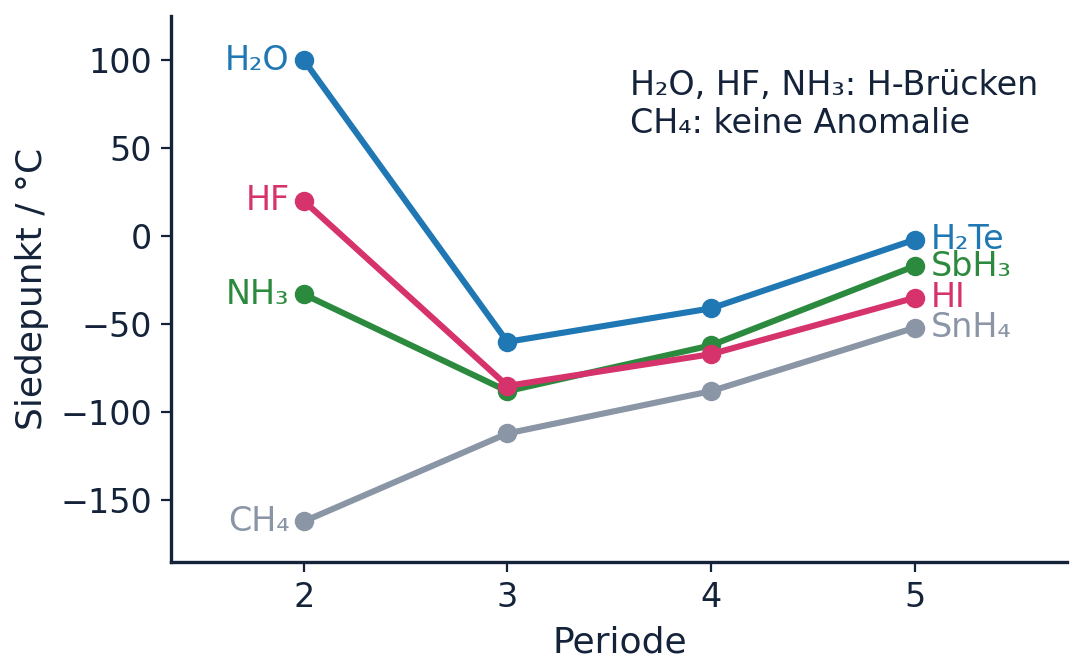 H₂O, HF, NH₃: H-Brücken
CH₄: keine Anomalie
Siedepunkt / °C
100
50
0
−50
−100
−150
H₂O
HF
NH₃
CH₄
H₂Te
SbH₃
HI
SnH₄
2
3
4
5
Periode